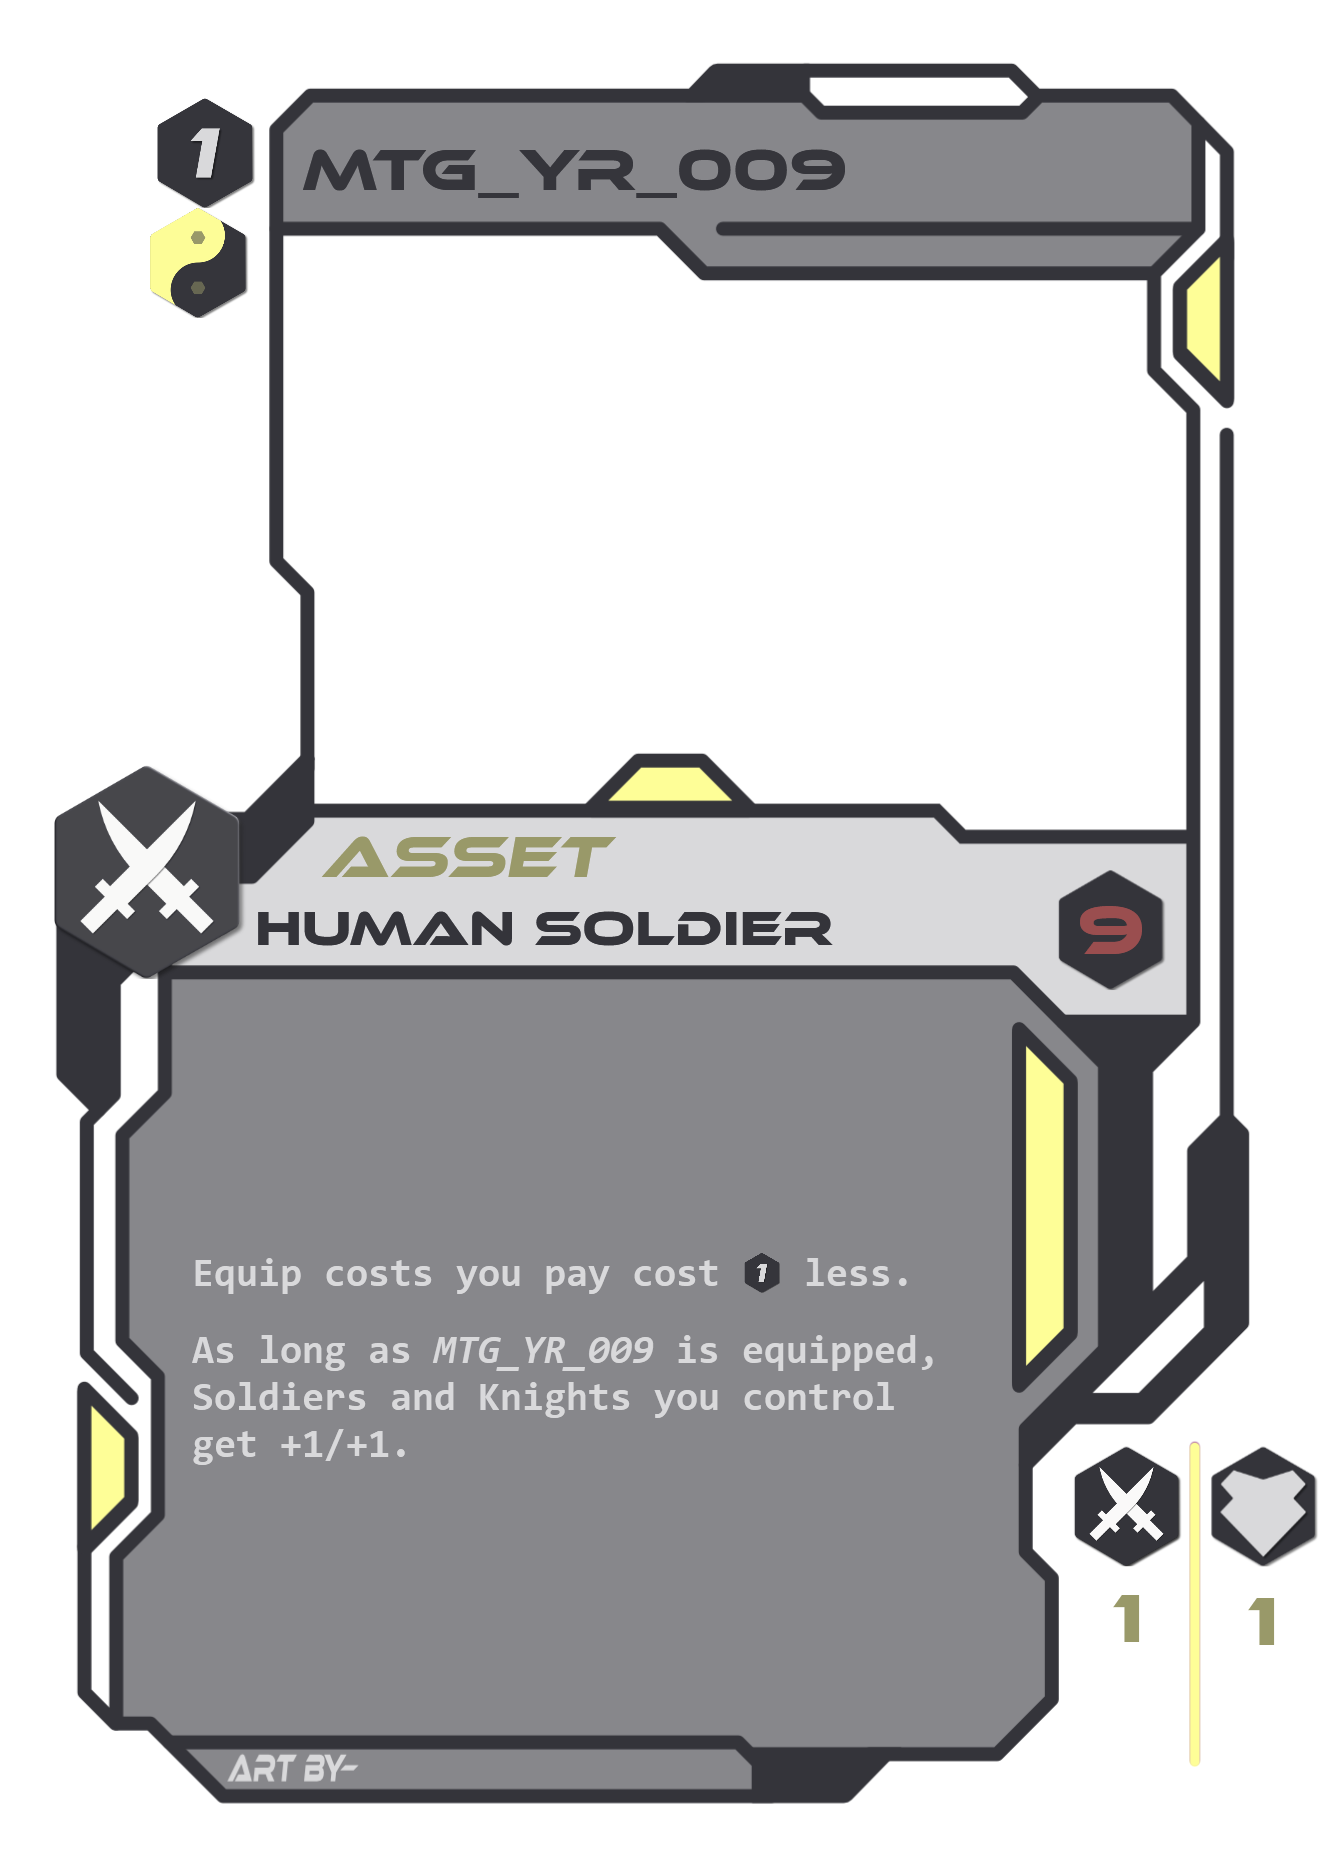 1
MTG_YR_009
ASSET
HUMAN SOLDIER
9
Equip costs you pay cost 1 less.
As long as MTG_YR_009 is equipped,
Soldiers and Knights you control
get +1/+1.
1 1
ART BY-